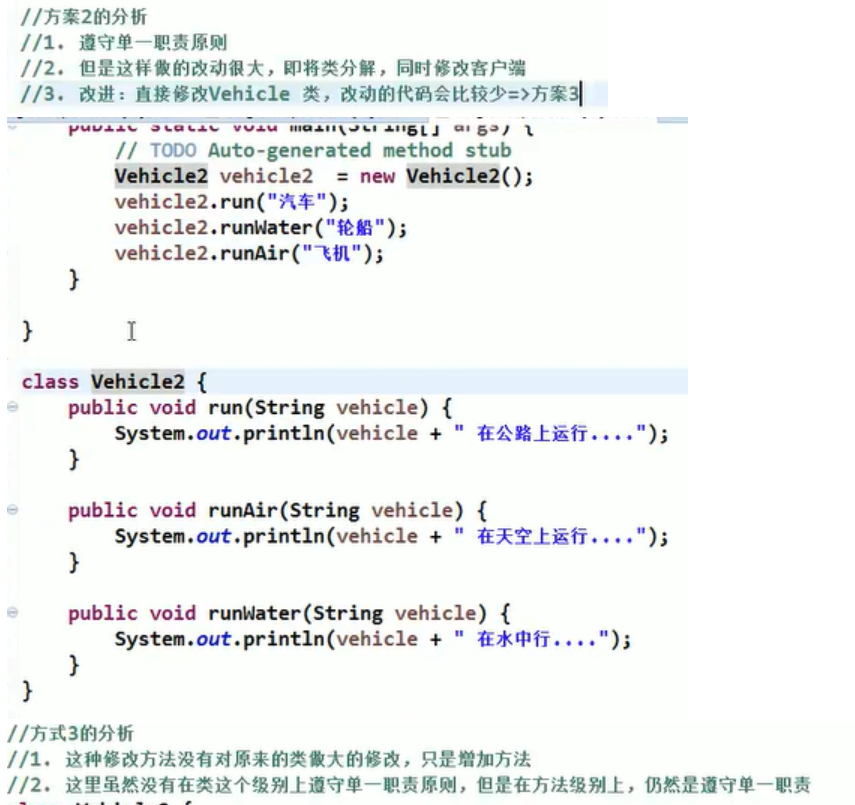 //方案2的分析
//1. 遵守单一职责原则
//2. 但是这样做的改动很大，即将类分解，同时修改客户端
//3. 改进：直接修改Vehicle 类，改动的代码会比较少=>方案3
public static void main(String[] args) {
// TODO Auto-generated method stub
Vehicle2 vehicle2  = new Vehicle2();
vehicle2.run("汽车");
vehicle2.runWater("轮船");
vehicle2.runAir("飞机");
}
}
class Vehicle2 {
public void run(String vehicle) {
System.out.println(vehicle + " 在公路上运行....");
}
public void runAir(String vehicle) {
System.out.println(vehicle + " 在天空上运行....");
}
public void runWater(String vehicle) {
System.out.println(vehicle + " 在水中行....");
}
}
//方式3的分析
//1. 这种修改方法没有对原来的类做大的修改，只是增加方法
//2. 这里虽然没有在类这个级别上遵守单一职责原则，但是在方法级别上，仍然是遵守单一职责